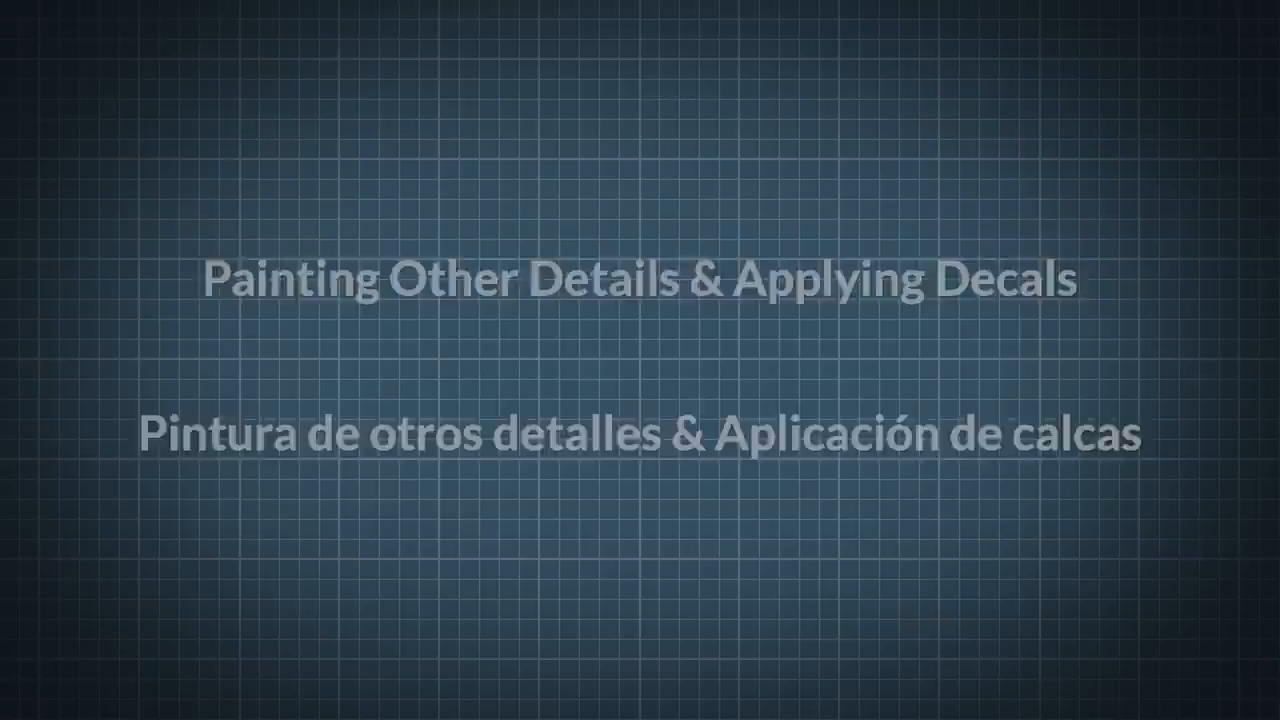 Painting Other Details & Applying Decals
Pintura de otros detalles & Aplicación de calcas